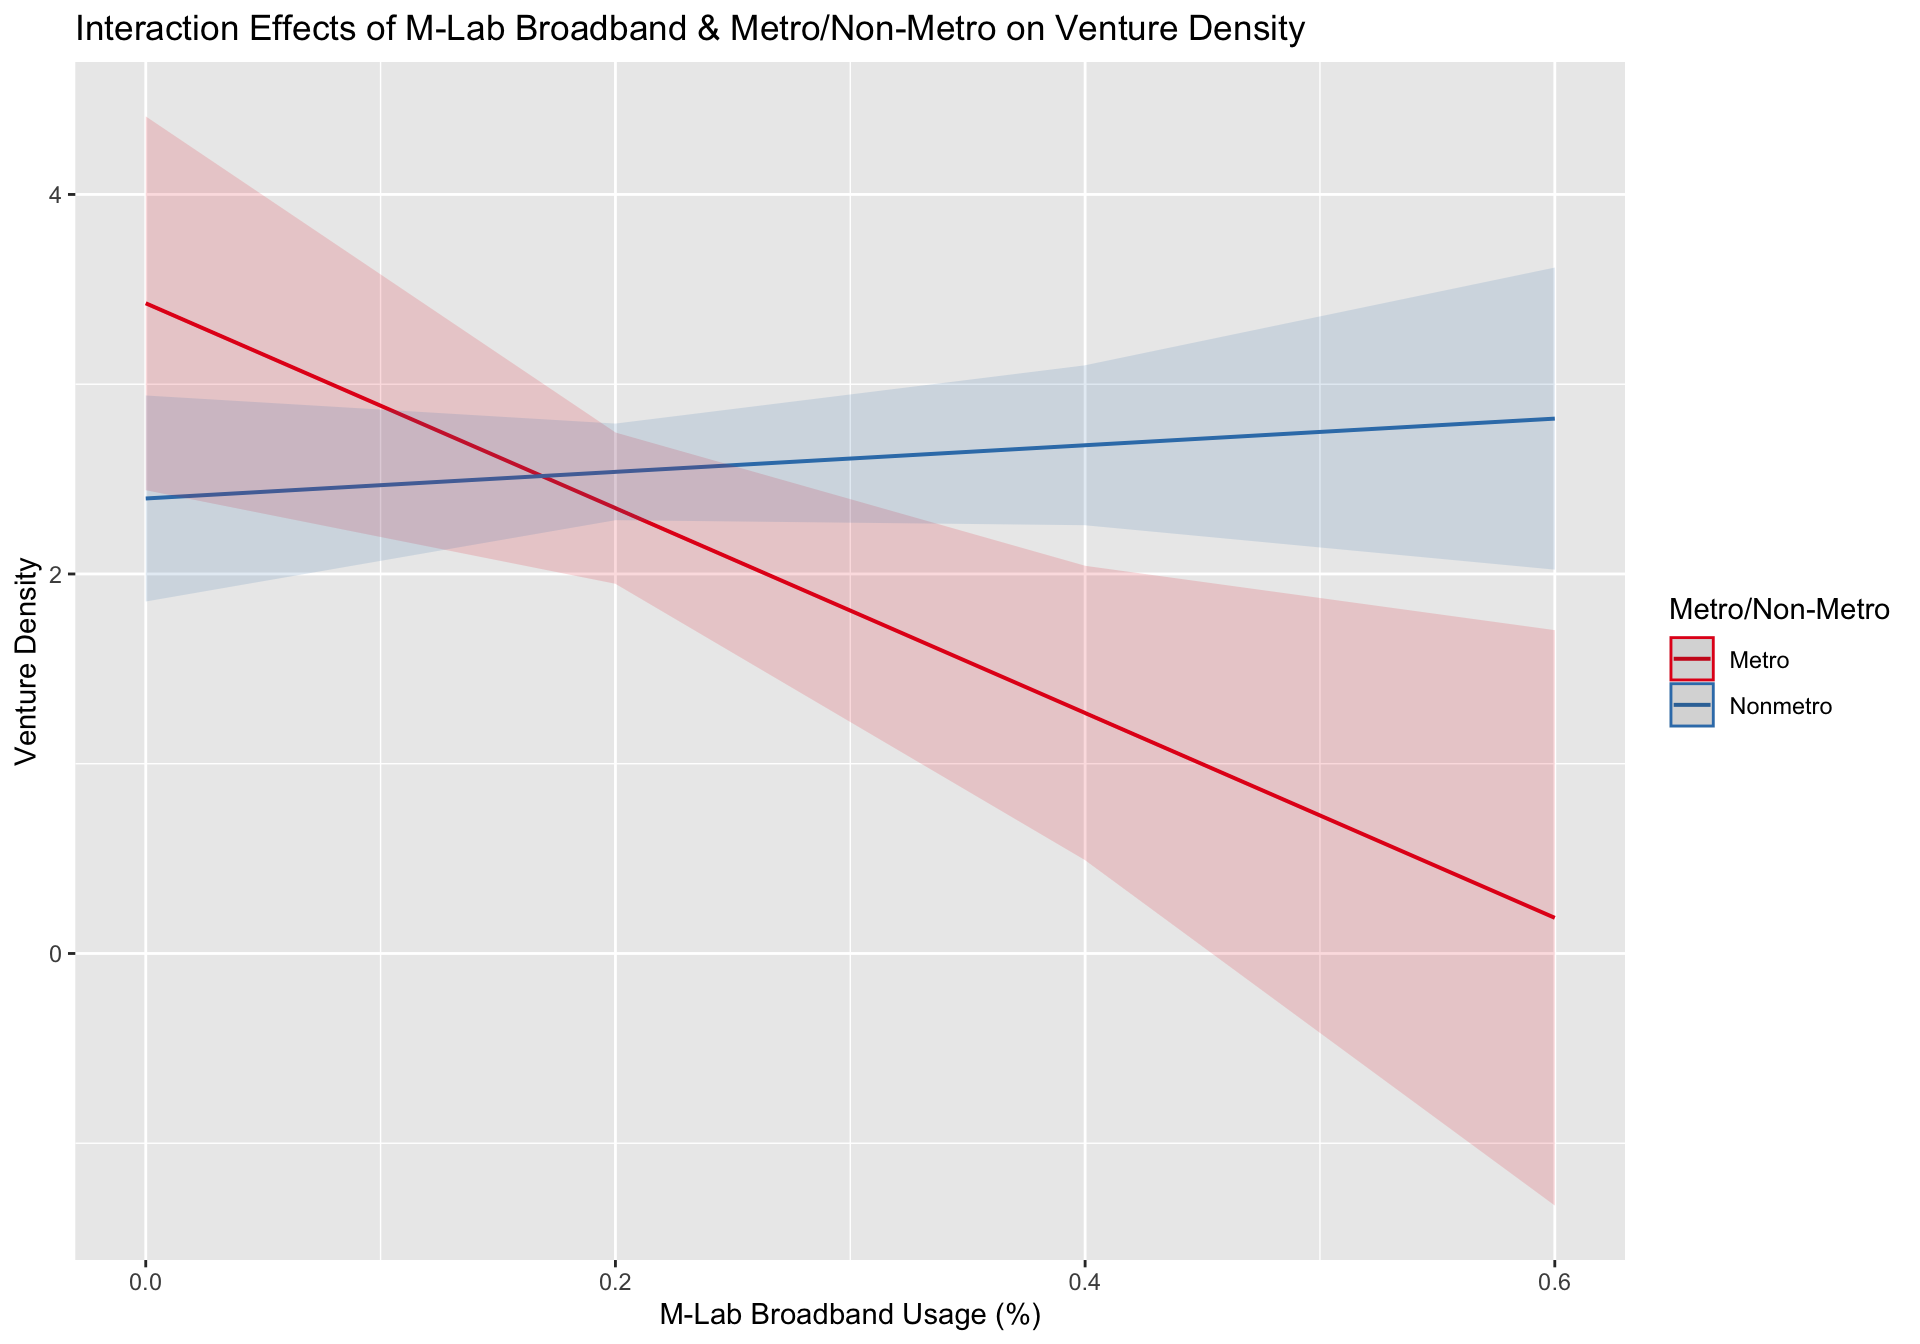 Interaction Effects of M-Lab Broadband & Metro/Non-Metro on Venture Density
4
2
0
Venture Density
0.0
0.2
0.4
0.6
M-Lab Broadband Usage (%)
Metro/Non-Metro
Metro
Nonmetro